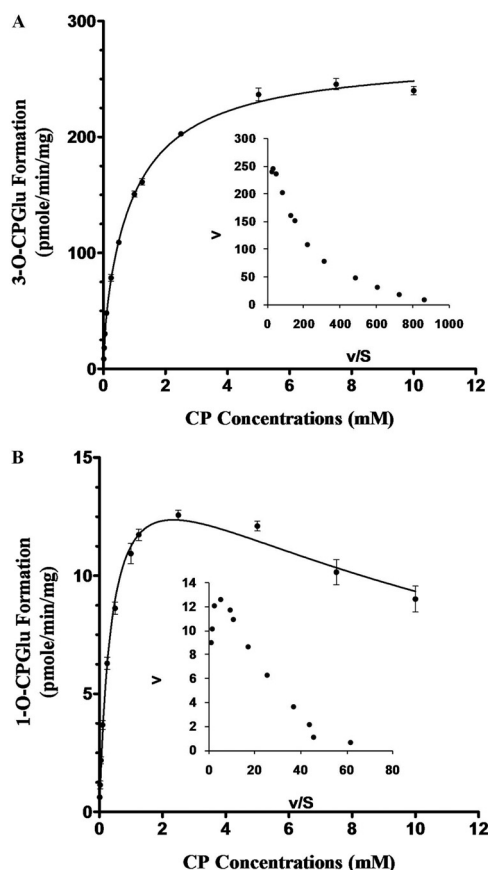 A
3-O-CPGlu Formation
(pmole/min/mg)
300
200
100
0
0 2 4 6 8 10 12
CP Concentrations (mM)
v
300
250
200
150
100
50
0
0 200 400 600 800 1000
v/S
B
1-O-CPGlu Formation
(pmole/min/mg)
15
10
5
0
0 2 4 6 8 10 12
CP Concentrations (mM)
v
14
12
10
8
6
4
2
0
0 20 40 60 80
v/S